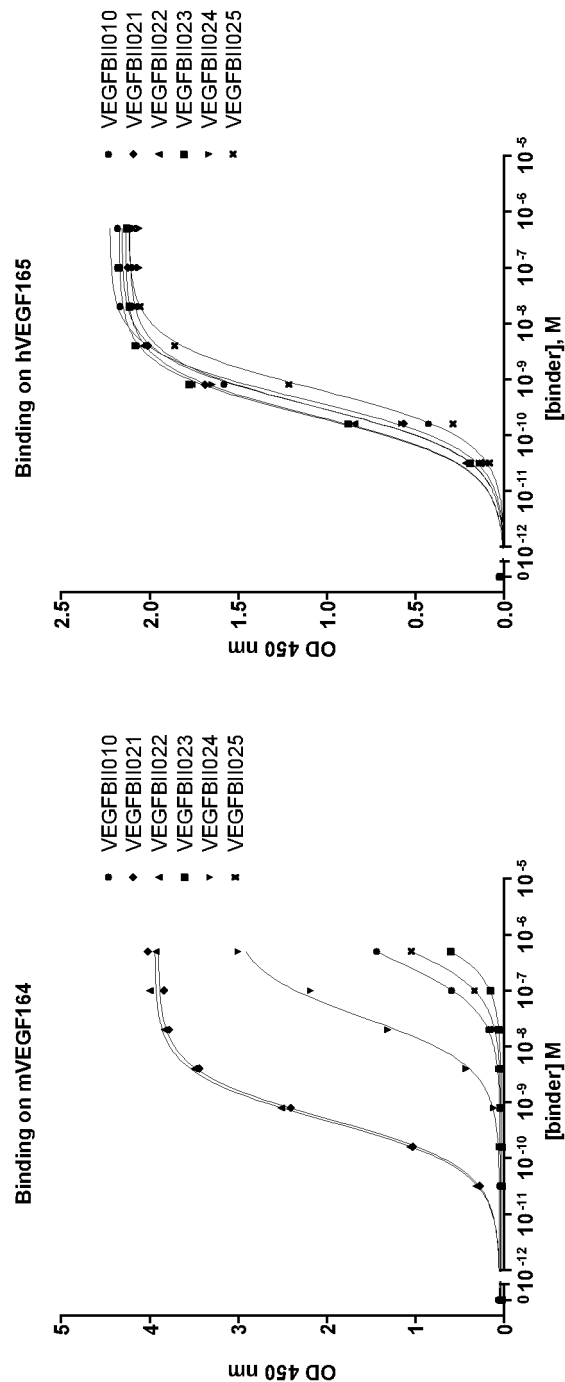 Binding on mVEGF164
OD 450 nm
5
4
3
2
1
0
0 10-12 10-11 10-10 10-9 10-8 10-7 10-6 10-5
[binder] M
VEGFBII010
VEGFBII021
VEGFBII022
VEGFBII023
VEGFBII024
VEGFBII025
Binding on hVEGF165
OD 450 nm
2.5
2.0
1.5
1.0
0.5
0.0
0 10-12 10-11 10-10 10-9 10-8 10-7 10-6 10-5
[binder], M
VEGFBII010
VEGFBII021
VEGFBII022
VEGFBII023
VEGFBII024
VEGFBII025